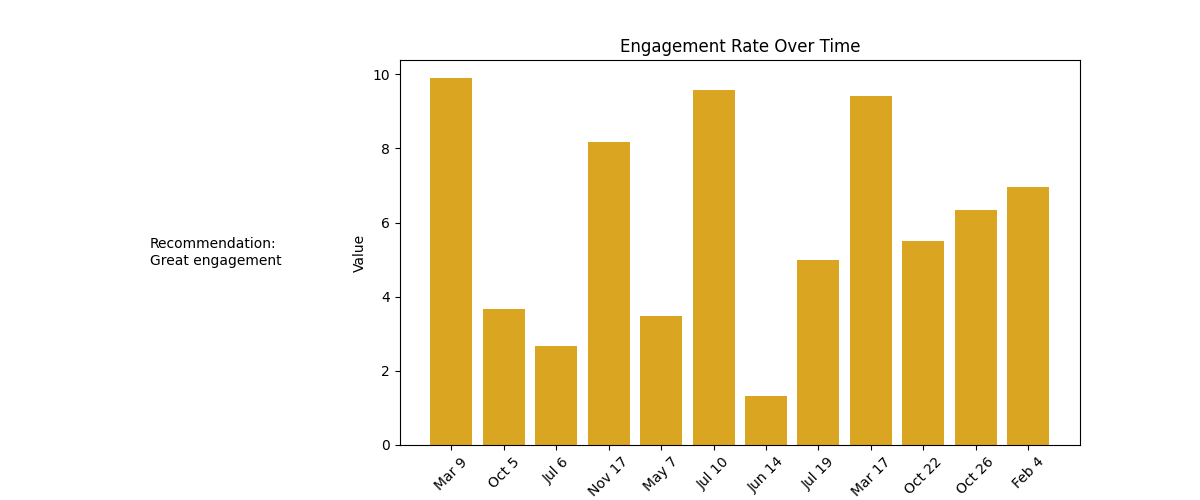 Engagement Rate Over Time
Recommendation:
Great engagement
Value
10
8
6
4
2
0
Mar 9
Oct 5
Jul 6
Nov 17
May 7
Jul 10
Jun 14
Jul 19
Mar 17
Oct 22
Oct 26
Feb 4